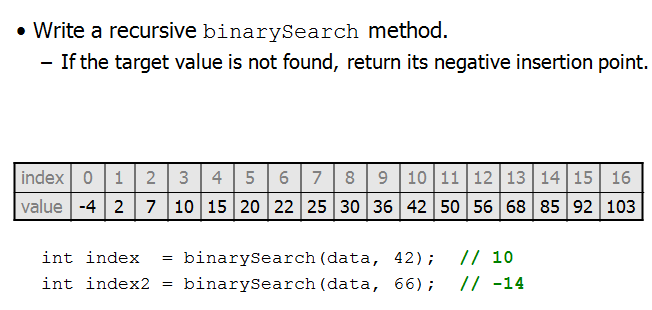 • Write a recursive binarySearch method.
– If the target value is not found, return its negative insertion point.
index 0 1 2 3 4 5 6 7 8 9 10 11 12 13 14 15 16
value -4 2 7 10 15 20 22 25 30 36 42 50 56 68 85 92 103
int index  = binarySearch(data, 42);  // 10
int index2 = binarySearch(data, 66);  // -14